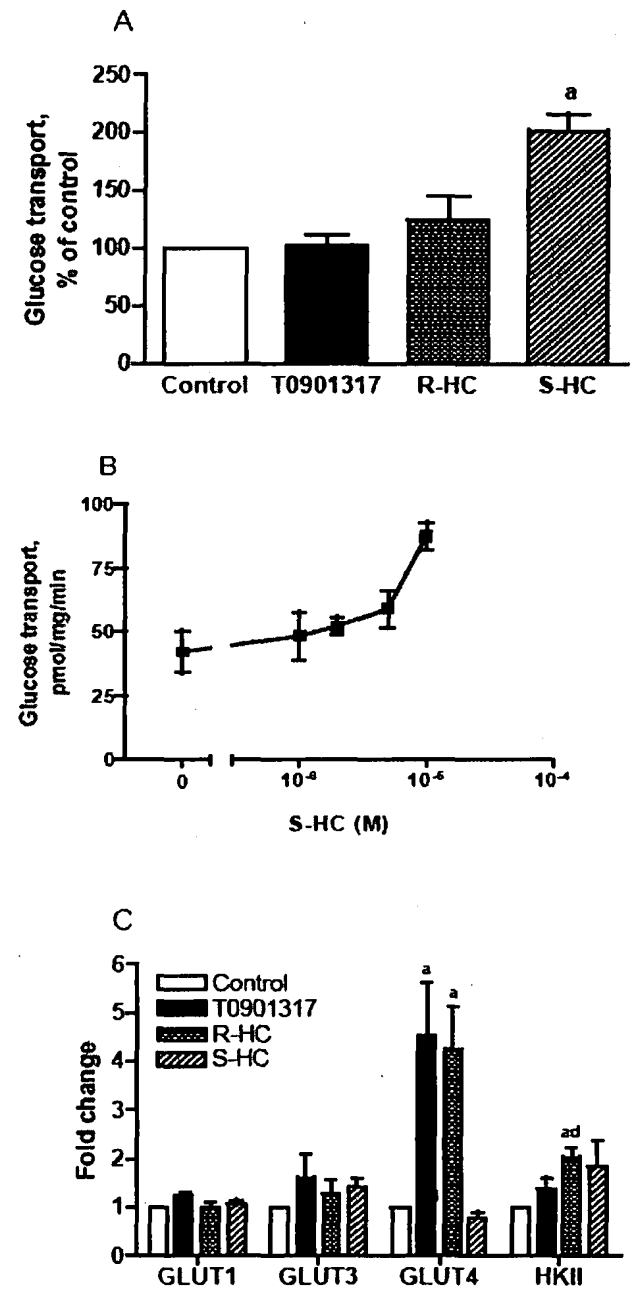 A
Glucose transport,
% of control
250
200
150
100
50
0
a
Control T0901317 R-HC S-HC
B
Glucose transport,
pmol/mg/min
100
75
50
25
0
0 10-6 10-5 10-4
S-HC (M)
C
Fold change
6
5
4
3
2
1
0
Control
T0901317
R-HC
S-HC
a
a
ad
GLUT1 GLUT3 GLUT4 HKII